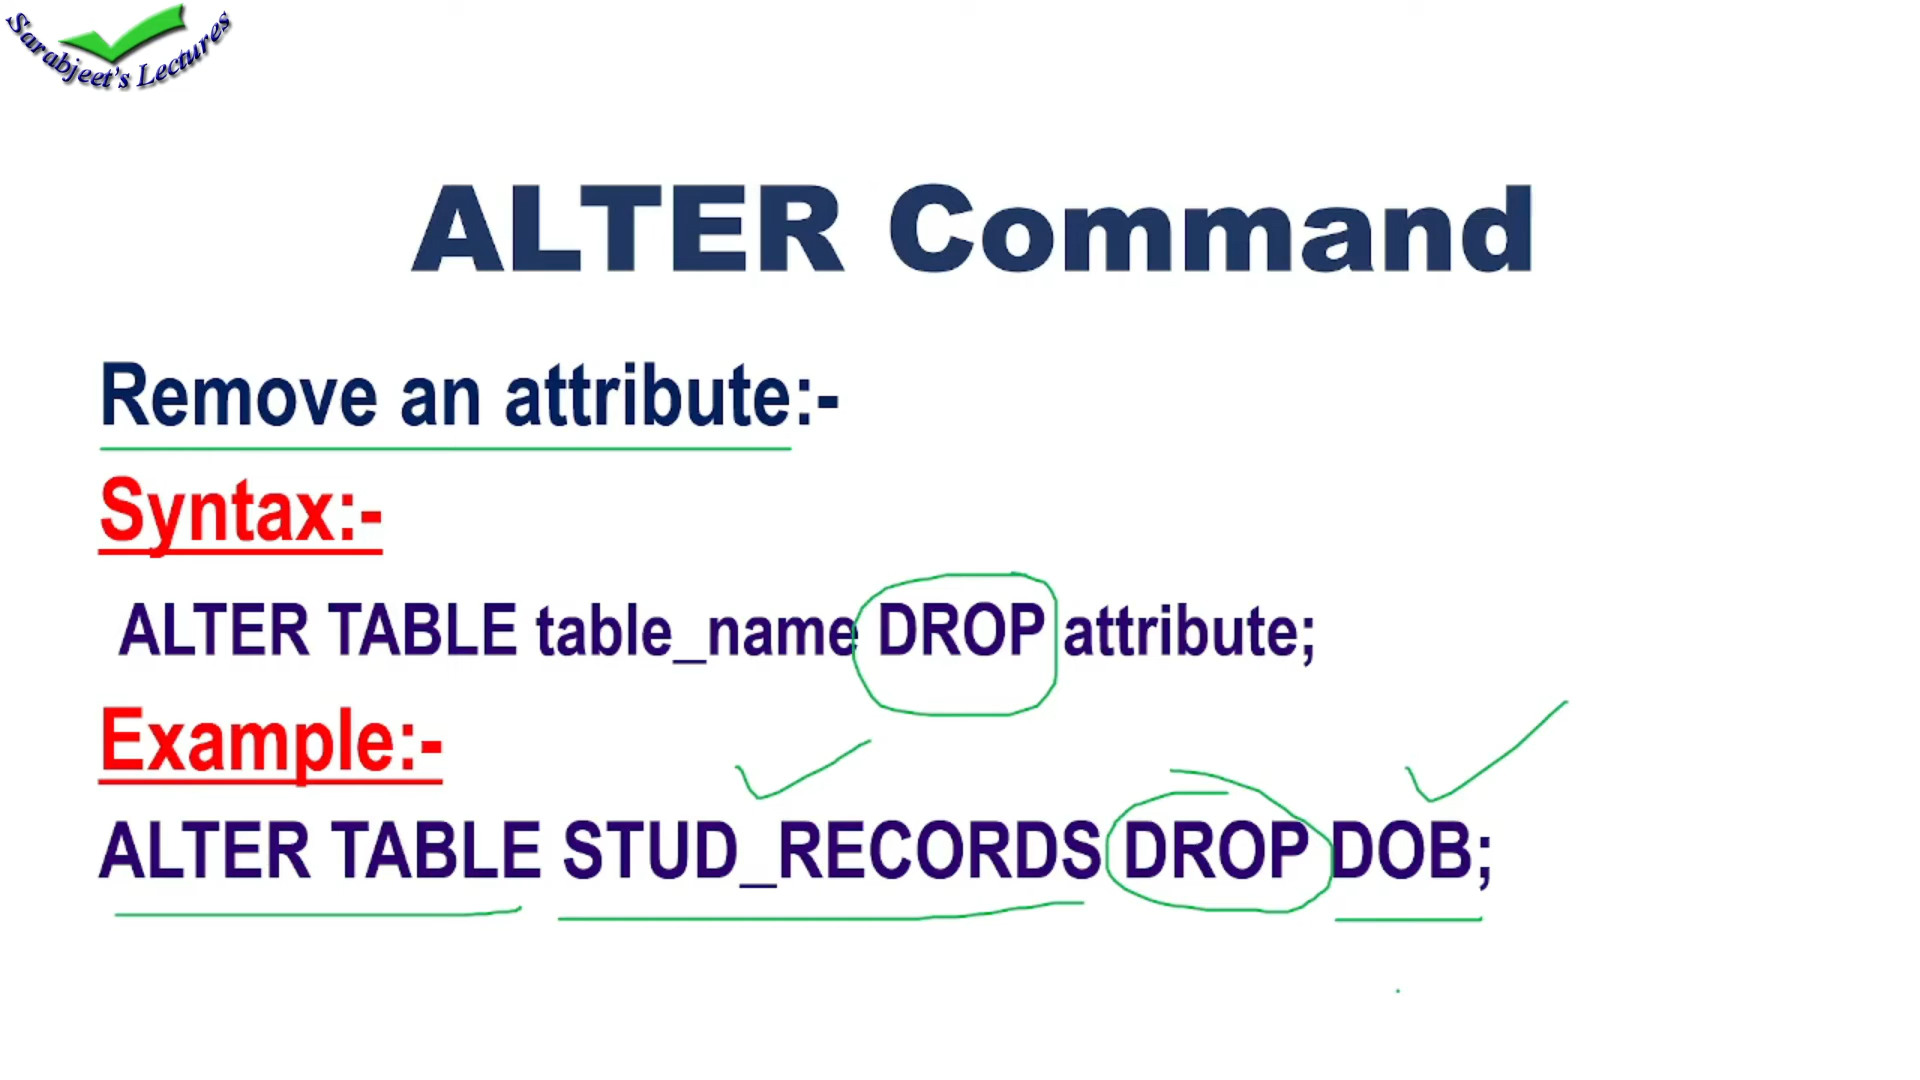 Sarabjeet's Lectures
ALTER Command
Remove an attribute:-
Syntax:-
ALTER TABLE table_name DROP attribute;
Example:-
ALTER TABLE STUD_RECORDS DROP DOB;